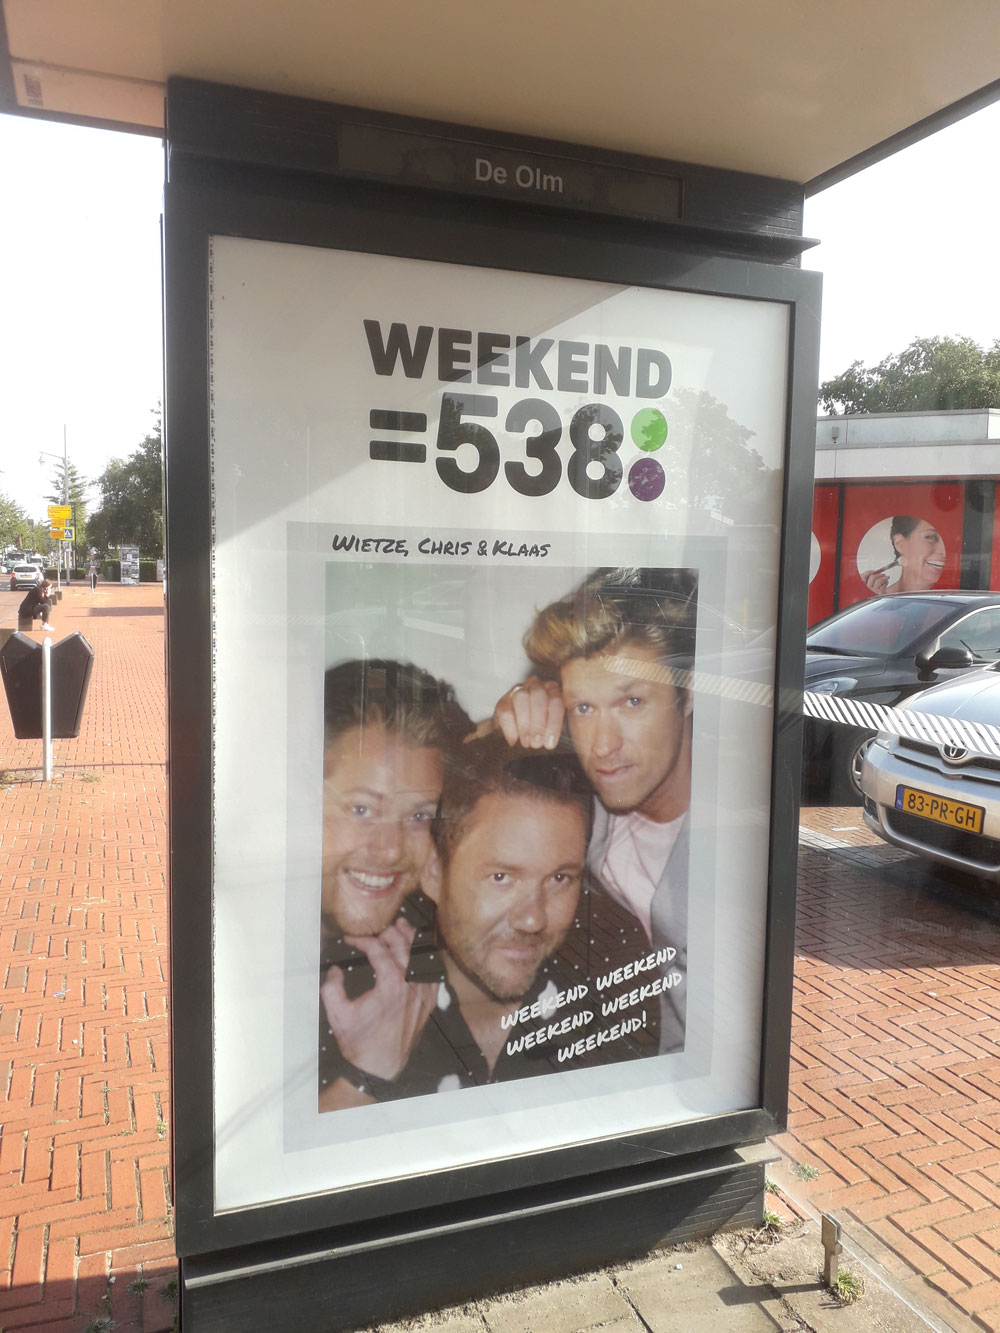 De Olm
WEEKEND
=538
WIETZE, CHRIS & KLAAS
WEEKEND WEEKEND
WEEKEND WEEKEND
WEEKEND!
83-PR-GH